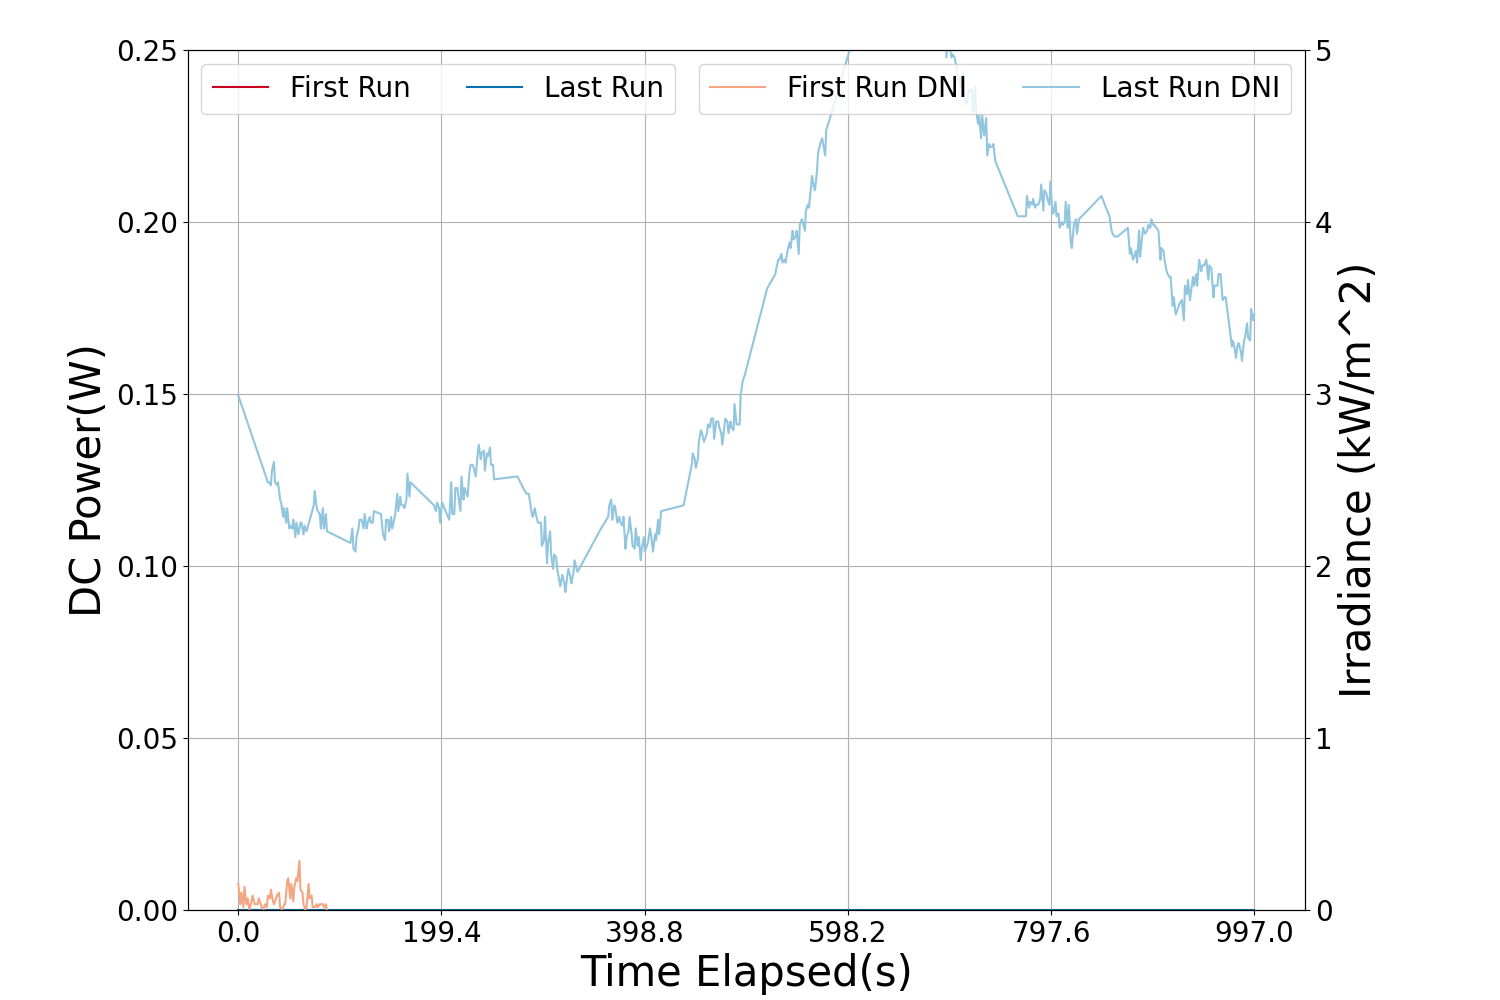 First Run
Last Run
First Run DNI
Last Run DNI
0.25
0.20
0.15
0.10
0.05
0.00
DC Power(W)
5
4
3
2
1
0
Irradiance (kW/m^2)
0.0 199.4 398.8 598.2 797.6 997.0
Time Elapsed(s)